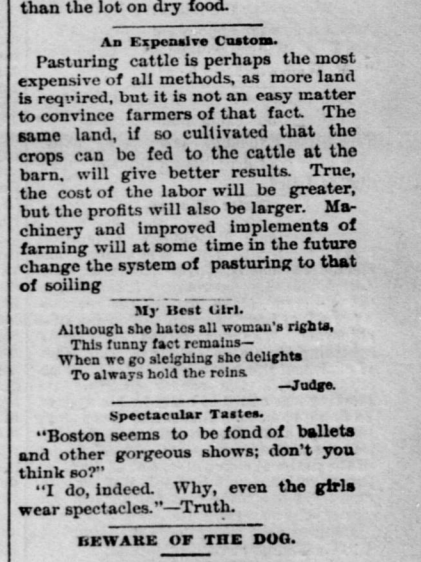 than the lot on dry food.
An Expensive Custom.
Pasturing cattle is perhaps the most
expensive of all methods, as more land
is required, but it is not an easy matter
to convince farmers of that fact. The
same land, if so cultivated that the
crops can be fed to the cattle at the
barn, will give better results. True,
the cost of the labor will be greater,
but the profits will also be larger. Ma-
chinery and improved implements of
farming will at some time in the future
change the system of pasturing to that
of soiling
My Best Girl.
Although she hates all woman's rights,
This funny fact remains—
When we go sleighing she delights
To always hold the reins.
—Judge.
Spectacular Tastes.
"Boston seems to be fond of ballets
and other gorgeous shows; don't you
think so?"
"I do, indeed. Why, even the girls
wear spectacles."—Truth.
BEWARE OF THE DOG.